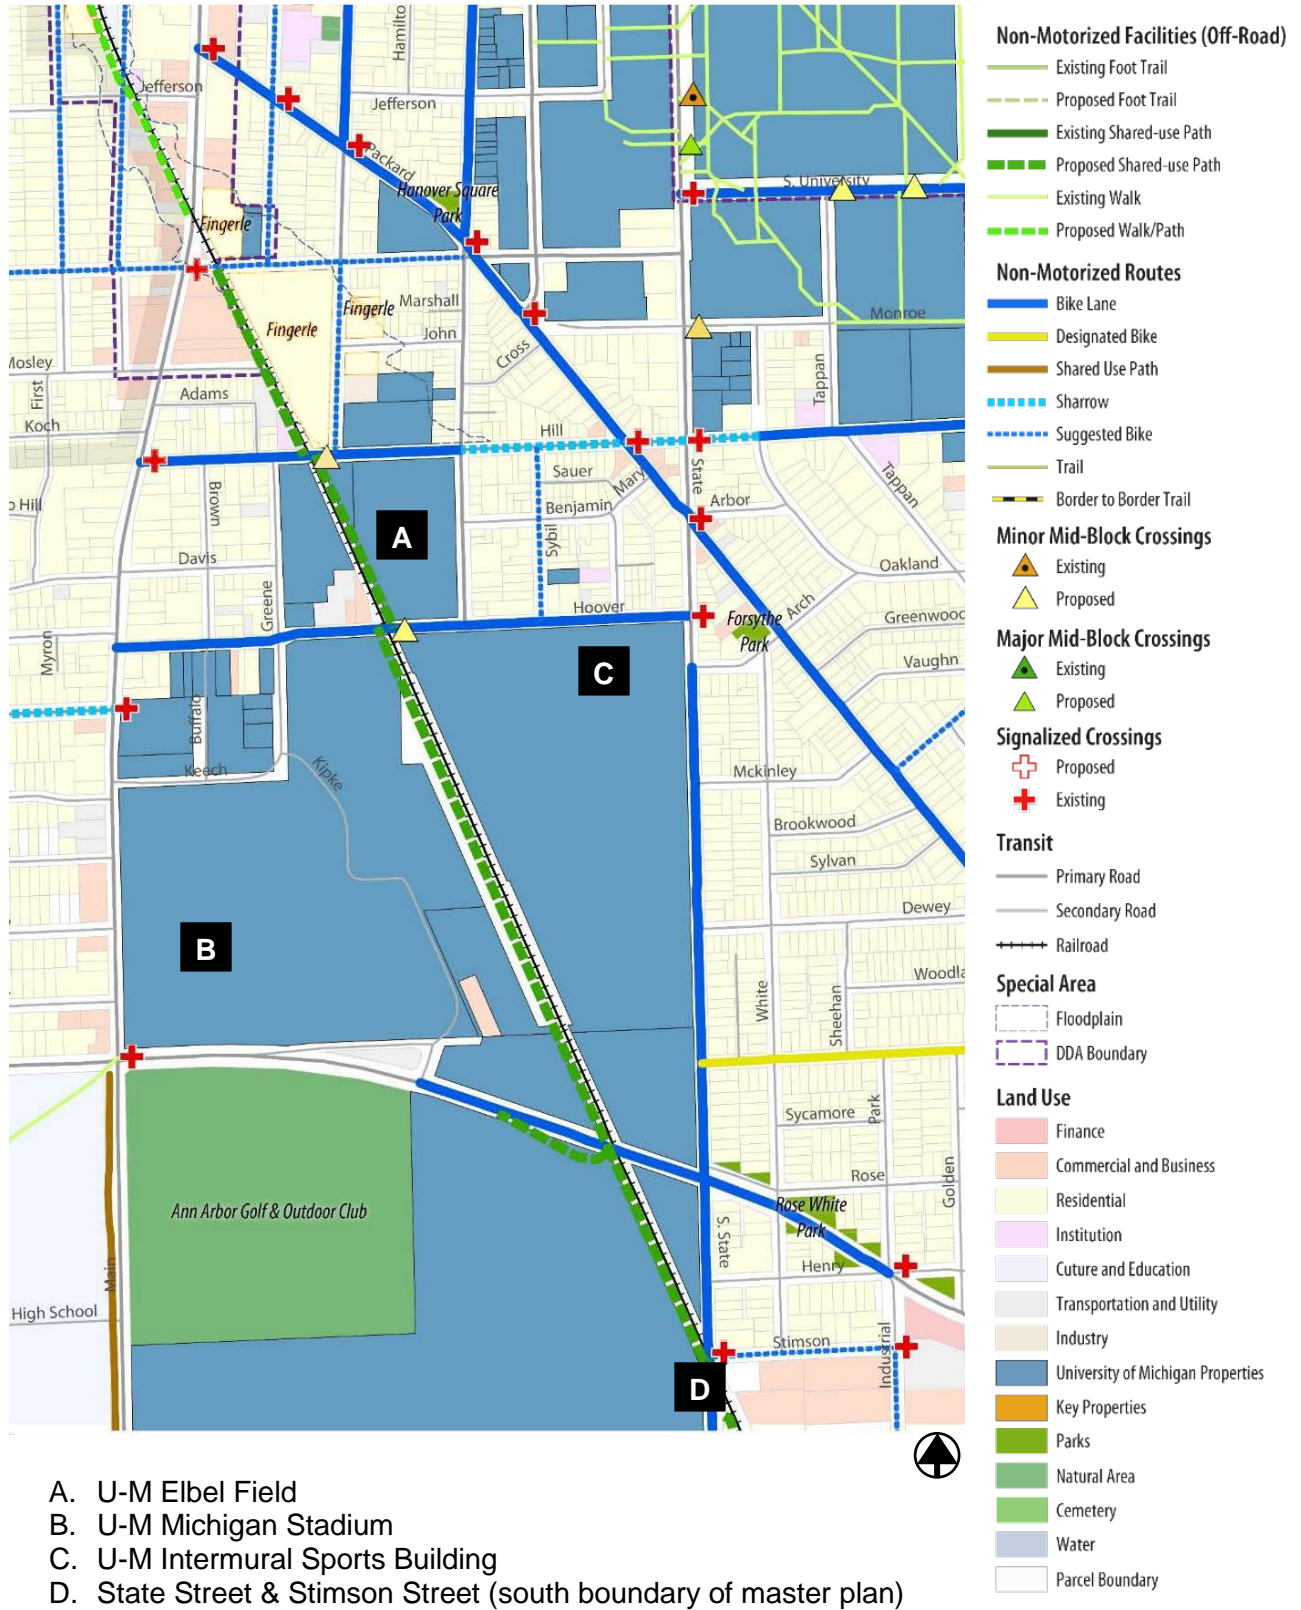 Jefferson
Hamilto
Jefferson
Packard
Hanover Square
Park
S. University
Fingerle
Fingerle
Fingerle
Marshall
John
Monroe
Cross
Mosley
First
Adams
Koch
Tappan
Hill
Sauer
Mary
State
Tappan
Brown
Benjamin
Arbor
o Hill
Sybil
A
Davis
Oakland
Greene
Hoover
Arch
Greenwood
Forsythe
Park
Myron
Vaughn
C
Buffalo
Keech
Kipke
Mckinley
Brookwood
Sylvan
Dewey
B
White
Sheehan
Woodla
Sycamore
Park
Rose
Golden
Ann Arbor Golf & Outdoor Club
Rose White
Park
S. State
Henry
Main
High School
Stimson
Industrial
D
Non-Motorized Facilities (Off-Road)
Existing Foot Trail
Proposed Foot Trail
Existing Shared-use Path
Proposed Shared-use Path
Existing Walk
Proposed Walk/Path
Non-Motorized Routes
Bike Lane
Designated Bike
Shared Use Path
Sharrow
Suggested Bike
Trail
Border to Border Trail
Minor Mid-Block Crossings
Existing
Proposed
Major Mid-Block Crossings
Existing
Proposed
Signalized Crossings
Proposed
Existing
Transit
Primary Road
Secondary Road
Railroad
Special Area
Floodplain
DDA Boundary
Land Use
Finance
Commercial and Business
Residential
Institution
Cuture and Education
Transportation and Utility
Industry
University of Michigan Properties
Key Properties
Parks
Natural Area
Cemetery
Water
Parcel Boundary
A. U-M Elbel Field
B. U-M Michigan Stadium
C. U-M Intermural Sports Building
D. State Street & Stimson Street (south boundary of master plan)